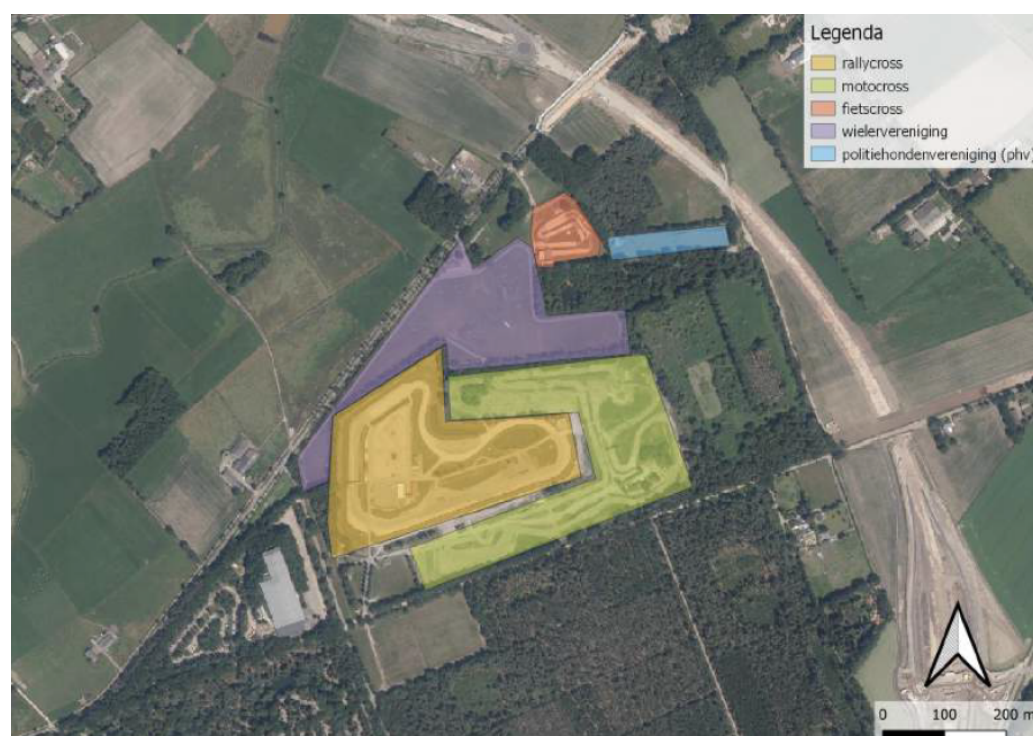 Legenda
rallycross
motocross
fietscross
wielervereniging
politiehondenvereniging (phv)
0 100 200 m